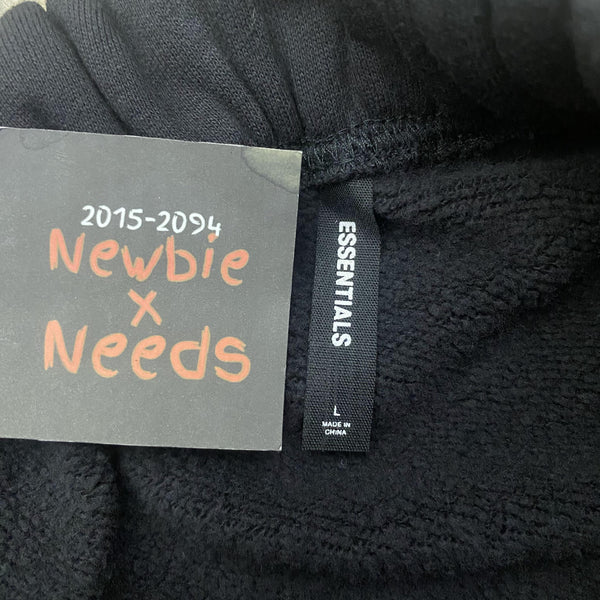 2015-2094
Newbie
x
Needs
ESSENTIALS
L
MADE IN
CHINA